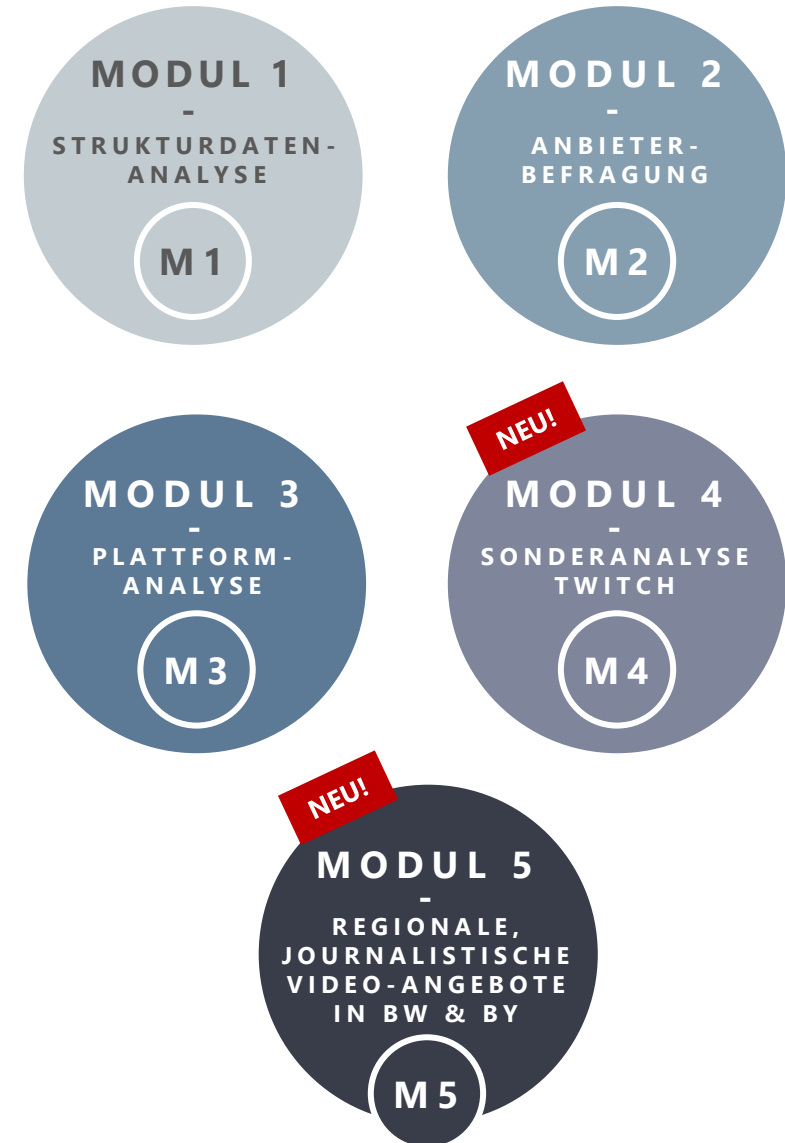 MODUL 1
-
STRUKTURDATEN-
ANALYSE
M1
MODUL 2
-
ANBIETER-
BEFRAGUNG
M2
MODUL 3
-
PLATTFORM-
ANALYSE
M3
NEU!
MODUL 4
-
SONDERANALYSE
TWITCH
M4
NEU!
MODUL 5
-
REGIONALE,
JOURNALISTISCHE
VIDEO-ANGEBOTE
IN BW & BY
M5